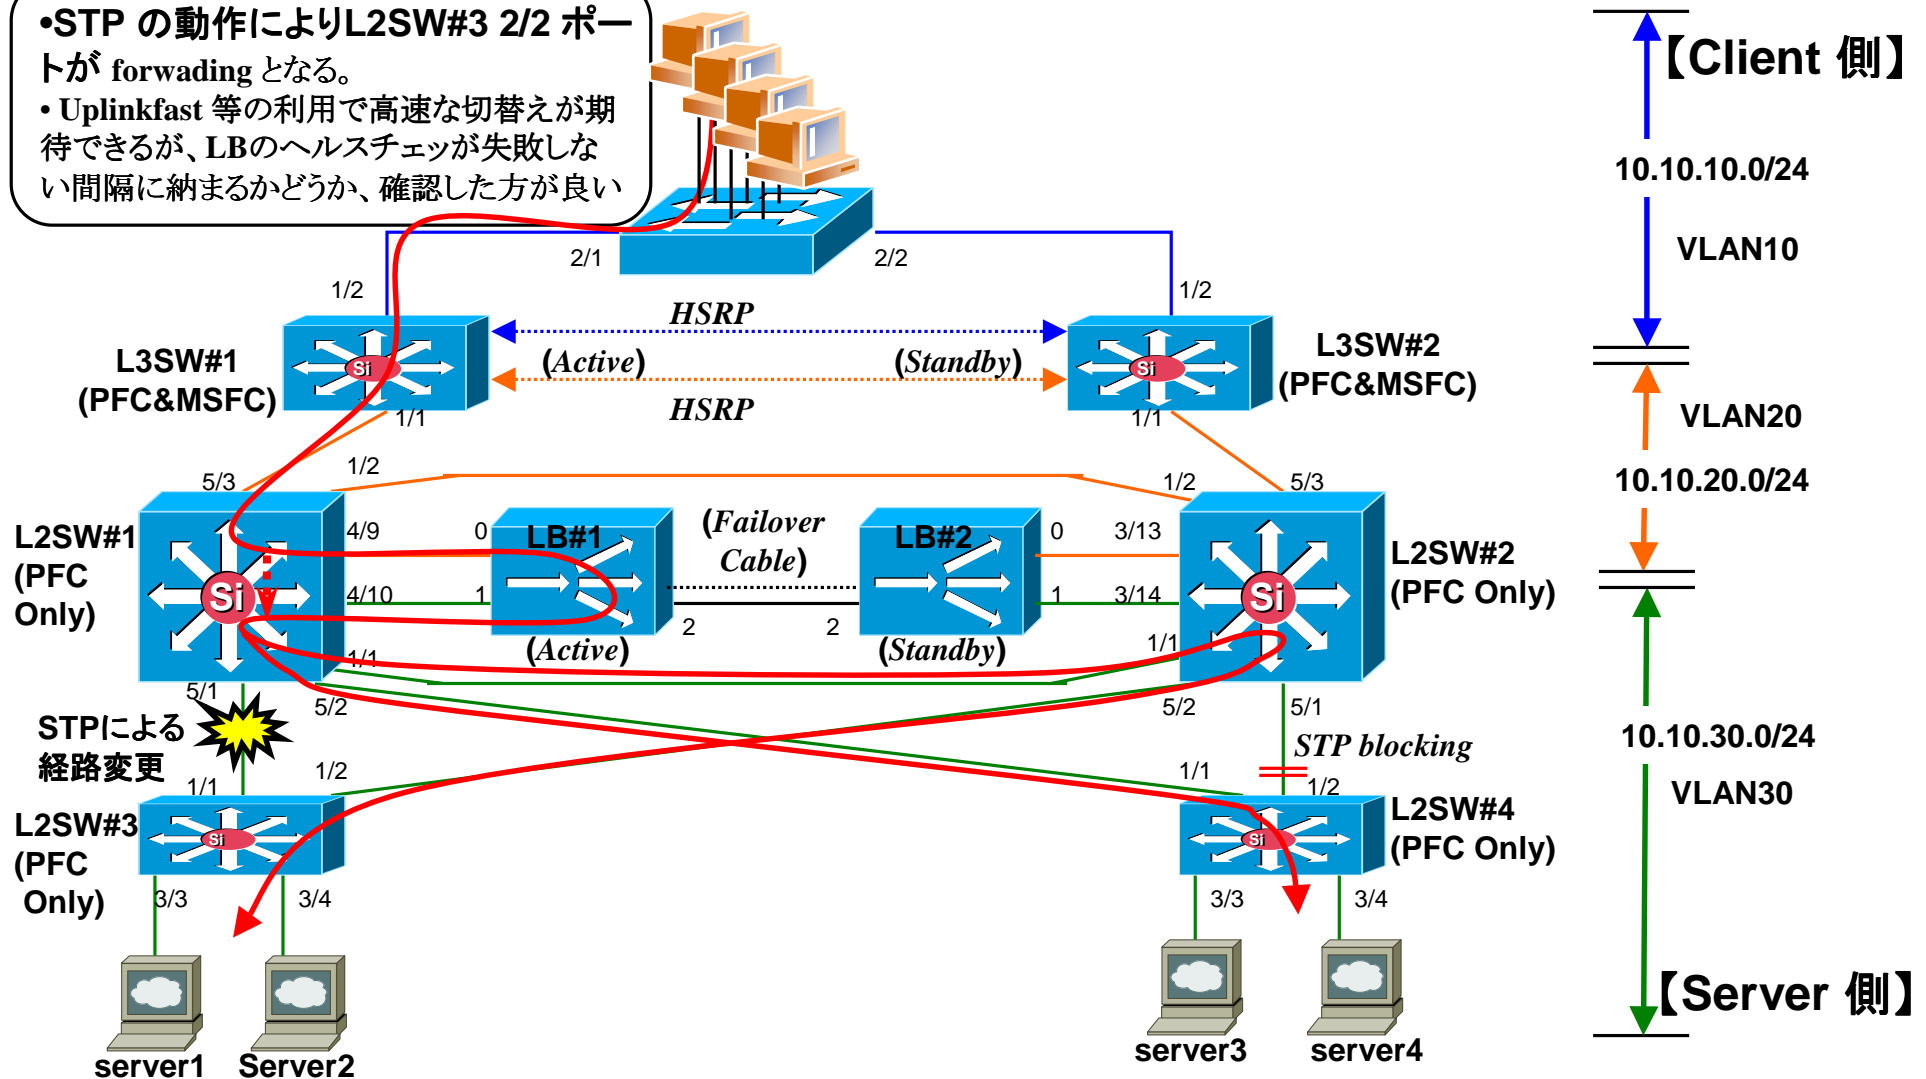 •STP の動作によりL2SW#3 2/2 ポー
トが forwading となる。
• Uplinkfast 等の利用で高速な切替えが期
待できるが、LBのヘルスチェッが失敗しな
い間隔に納まるかどうか、確認した方が良い
【Client 側】
10.10.10.0/24
VLAN10
2/1
2/2
1/2
1/2
HSRP
L3SW#1
(PFC&MSFC)
(Active)
(Standby)
L3SW#2
(PFC&MSFC)
Si
Si
HSRP
1/1
1/1
VLAN20
10.10.20.0/24
5/3
1/2
1/2
5/3
L2SW#1
(PFC
Only)
4/9
0
LB#1
(Failover
Cable)
LB#2
0
3/13
L2SW#2
(PFC Only)
Si
Si
4/10
1
1
3/14
2
2
(Active)
(Standby)
1/1
1/1
5/1
5/2
5/2
5/1
STPによる
経路変更
STP blocking
10.10.30.0/24
VLAN30
1/1
1/2
1/1
1/2
L2SW#3
(PFC
Only)
Si
Si
L2SW#4
(PFC Only)
3/3
3/4
3/3
3/4
server1
Server2
server3
server4
【Server 側】